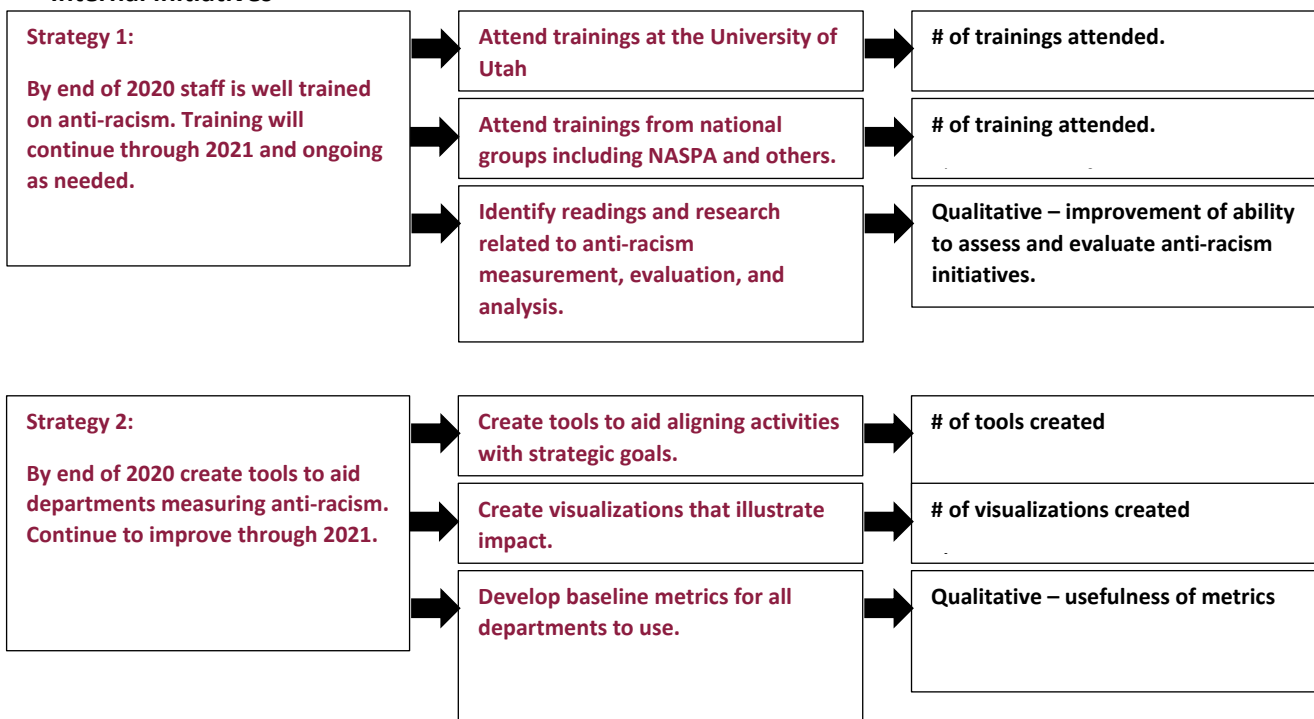 Internal Initiatives
Strategy 1:
By end of 2020 staff is well trained
on anti-racism. Training will
continue through 2021 and ongoing
as needed.
Attend trainings at the University of
Utah
# of trainings attended.
Attend trainings from national
groups including NASPA and others.
# of training attended.
Identify readings and research
related to anti-racism
measurement, evaluation, and
analysis.
Qualitative – improvement of ability
to assess and evaluate anti-racism
initiatives.
Strategy 2:
By end of 2020 create tools to aid
departments measuring anti-racism.
Continue to improve through 2021.
Create tools to aid aligning activities
with strategic goals.
# of tools created
Create visualizations that illustrate
impact.
# of visualizations created
Develop baseline metrics for all
departments to use.
Qualitative – usefulness of metrics